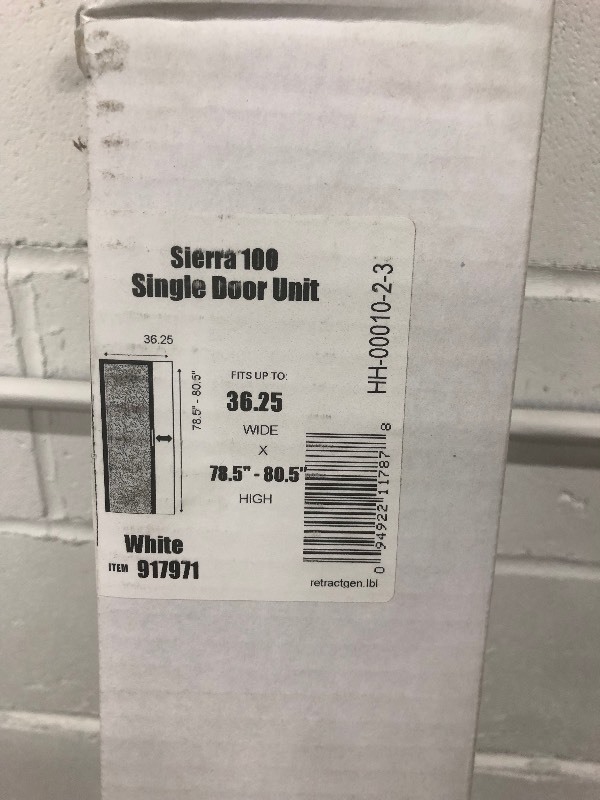 Sierra 100
Single Door Unit
HH-00010-2-3
36.25
78.5" - 80.5"
FITS UP TO:
36.25
WIDE
X
78.5" - 80.5"
HIGH
White
ITEM 917971
0 94922 11787 8
retractgen.lbl